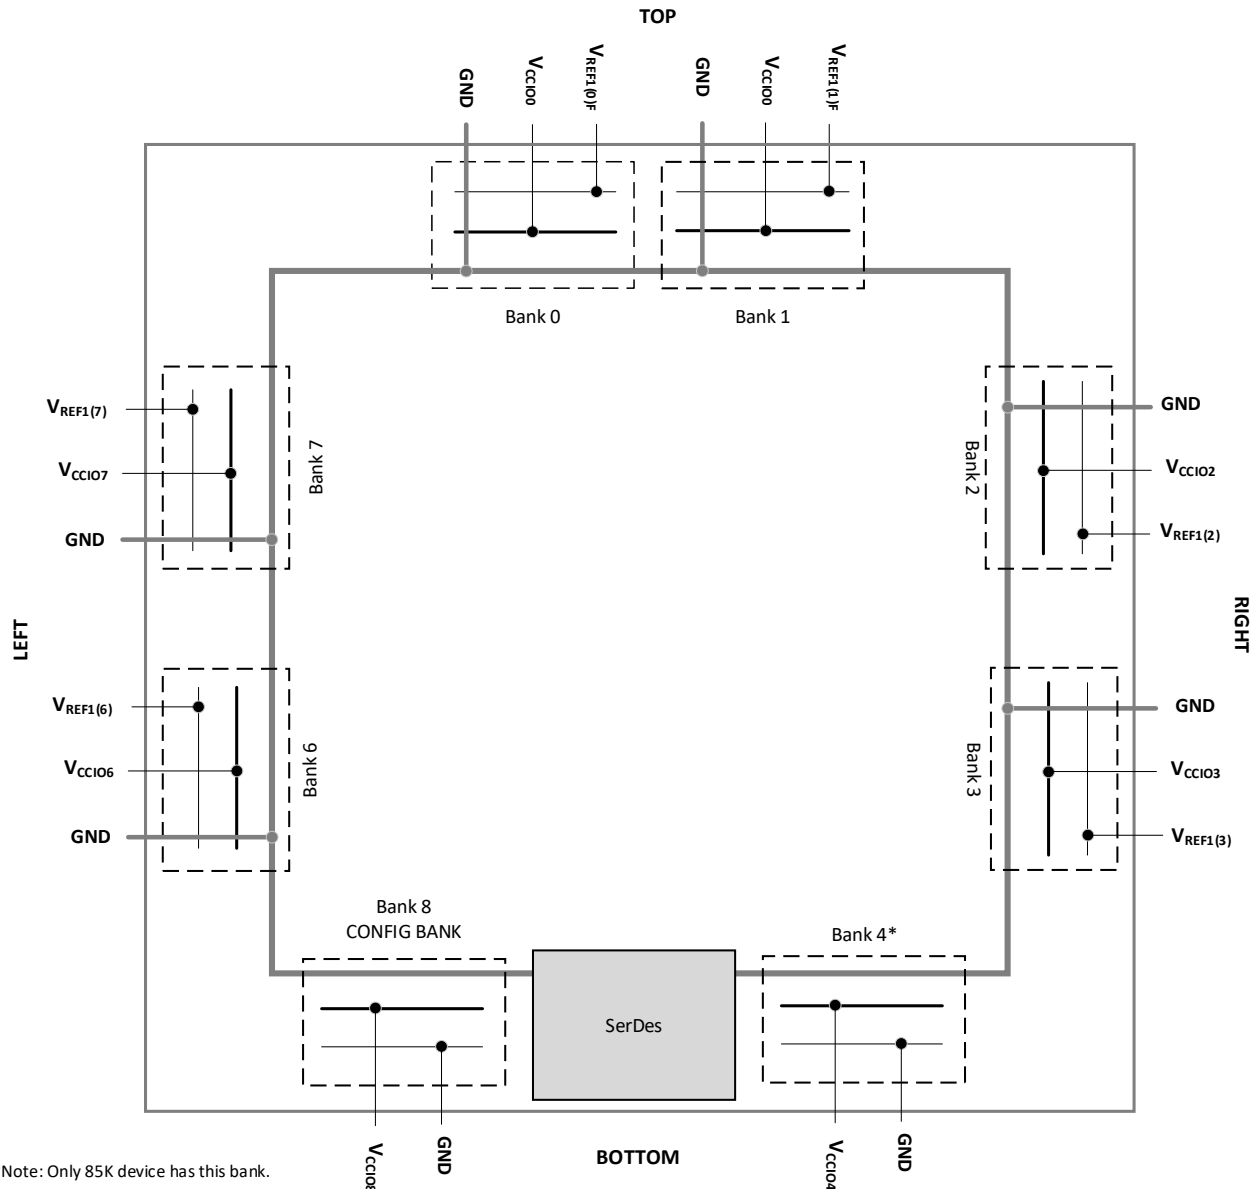 TOP
GND
VCCIO0
VREF1(0)F
GND
VCCIO0
VREF1(1)F
Bank 0
Bank 1
VREF1(7)
VCCIO7
GND
Bank 7
Bank 2
GND
VCCIO2
VREF1(2)
LEFT
RIGHT
VREF1(6)
VCCIO6
GND
Bank 6
Bank 3
GND
VCCIO3
VREF1(3)
Bank 8
CONFIG BANK
Bank 4*
SerDes
VCCIO8
GND
BOTTOM
VCCIO4
GND
Note: Only 85K device has this bank.